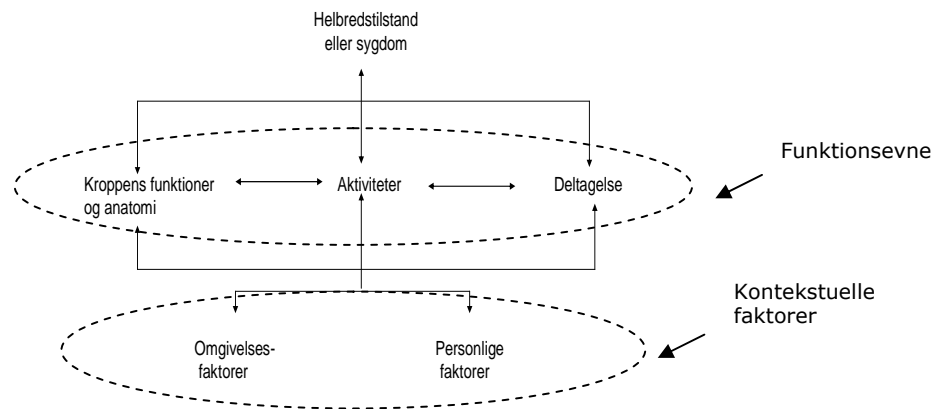 Helbredstilstand
eller sygdom
Funktionsevne
Kroppens funktioner
og anatomi
Aktiviteter
Deltagelse
Kontekstuelle
faktorer
Omgivelses-
faktorer
Personlige
faktorer